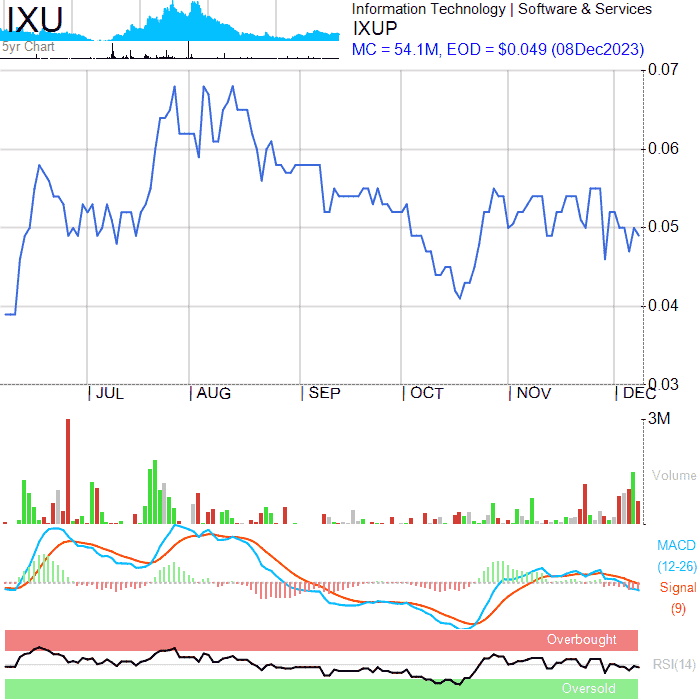 IXU
5yr Chart
Information Technology | Software & Services
IXUP
MC = 54.1M, EOD = $0.049 (08Dec2023)
0.07
0.06
0.05
0.04
0.03
JUL
AUG
SEP
OCT
NOV
DEC
3M
Volume
MACD
(12-26)
Signal
(9)
Overbought
RSI(14)
Oversold